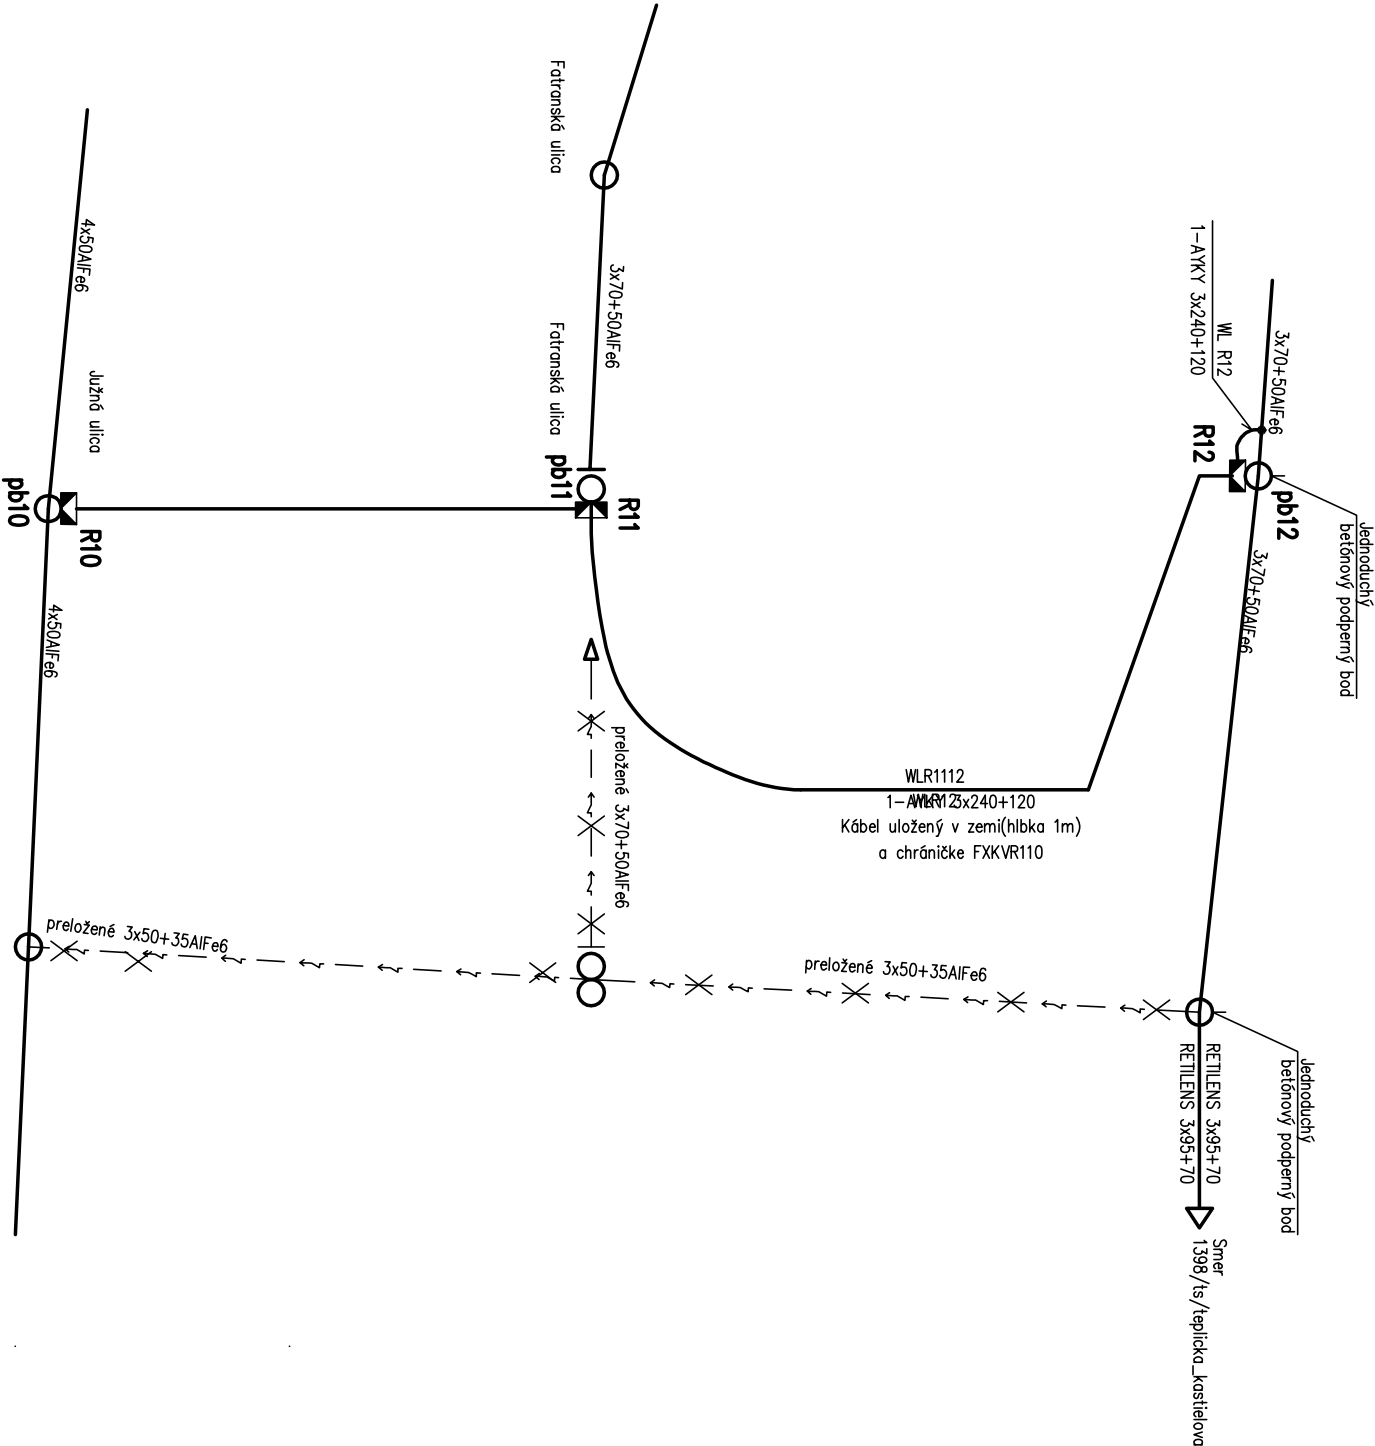 Fatranská ulica
4x50AlFe6
1-AYKY 3x240+120
WL R12
3x70+50AlFe6
3x70+50AlFe6
Fatranská ulica
Južná ulica
R12
pb11
pb10
R11
R10
pb12
Jednoduchý
betónový podperný bod
3x70+50AlFe6
4x50AlFe6
preložené 3x70+50AlFe6
WLR1112
1-AYKY 3x240+120
Kábel uložený v zemi(hlbka 1m)
a chráničke FXKVR110
preložené 3x50+35AlFe6
preložené 3x50+35AlFe6
RETILENS 3x95+70
RETILENS 3x95+70
Jednoduchý
betónový podperný bod
Smer
1398/ts/teplicka_kastielova